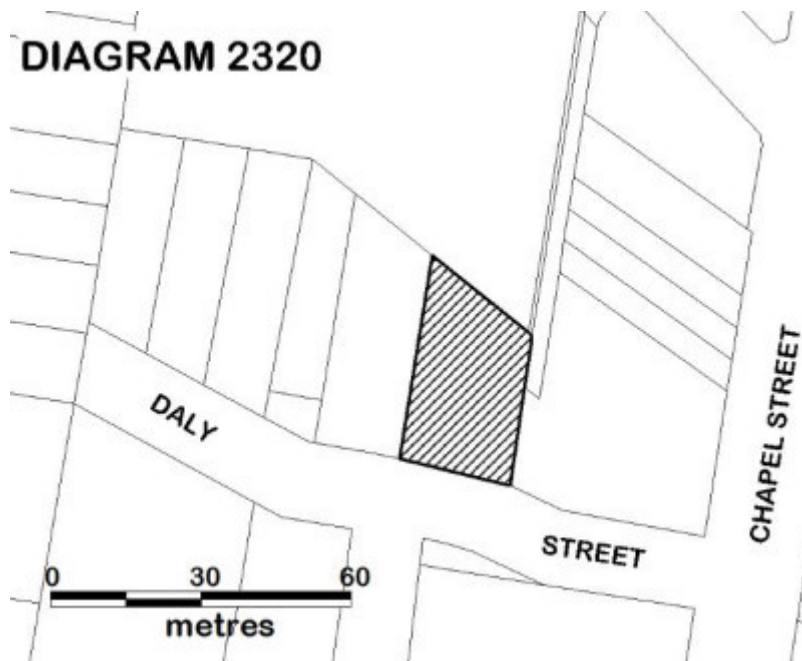 DIAGRAM 2320
DALY
STREET
CHAPEL STREET
0 30 60
metres